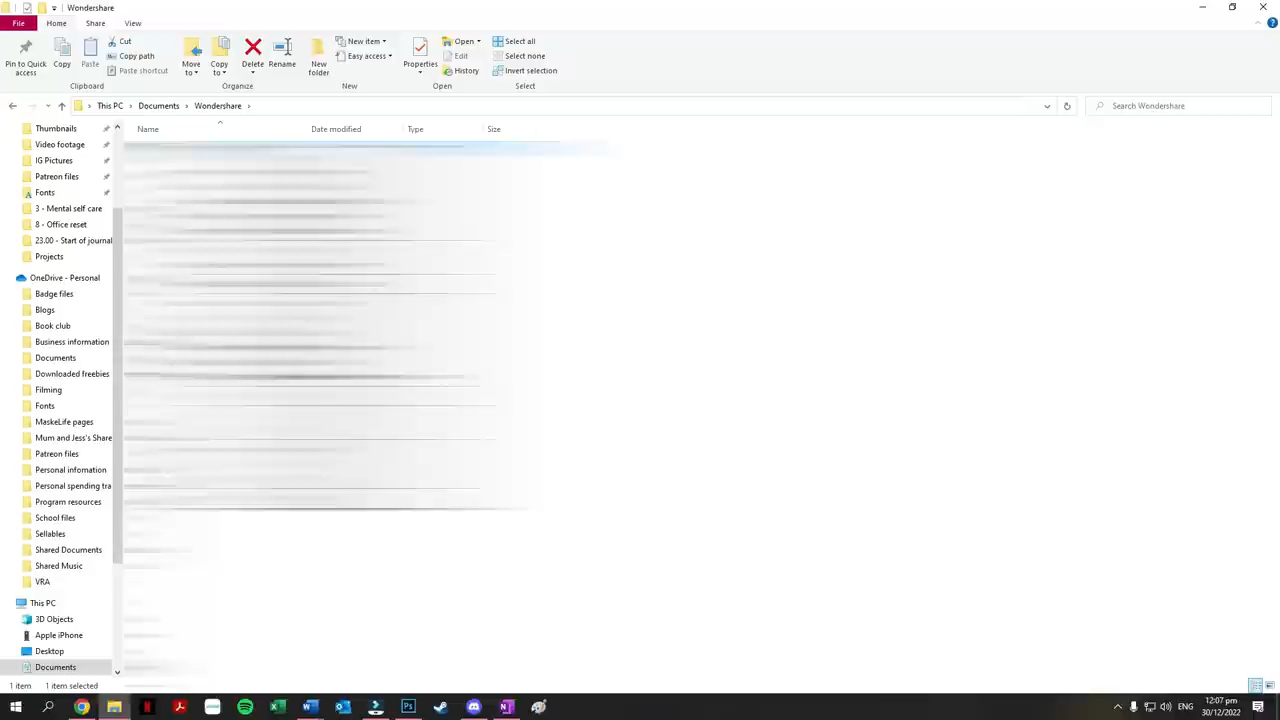 Wondershare
File Home Share View
Pin to Quick access
Copy
Paste
Cut
Copy path
Paste shortcut
Clipboard
Move to
Copy to
Delete
Rename
Organize
New folder
New item
Easy access
New
Properties
Open
Edit
History
Open
Select all
Select none
Invert selection
Select
This PC Documents Wondershare
Search Wondershare
Name Date modified Type Size
Thumbnails
Video footage
IG Pictures
Patreon files
Fonts
3 - Mental self care
8 - Office reset
23.00 - Start of journal
Projects
OneDrive - Personal
Badge files
Blogs
Book club
Business information
Documents
Downloaded freebies
Filming
Fonts
MaskeLife pages
Mum and Jess's Share
Patreon files
Personal infomation
Personal spending tra
Program resources
School files
Sellables
Shared Documents
Shared Music
VRA
This PC
3D Objects
Apple iPhone
Desktop
Documents
1 item 1 item selected
ENG
12:07 pm
30/12/2022